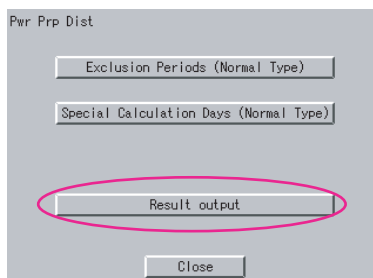 Pwr Prp Dist
Exclusion Periods (Normal Type)
Special Calculation Days (Normal Type)
Result output
Close